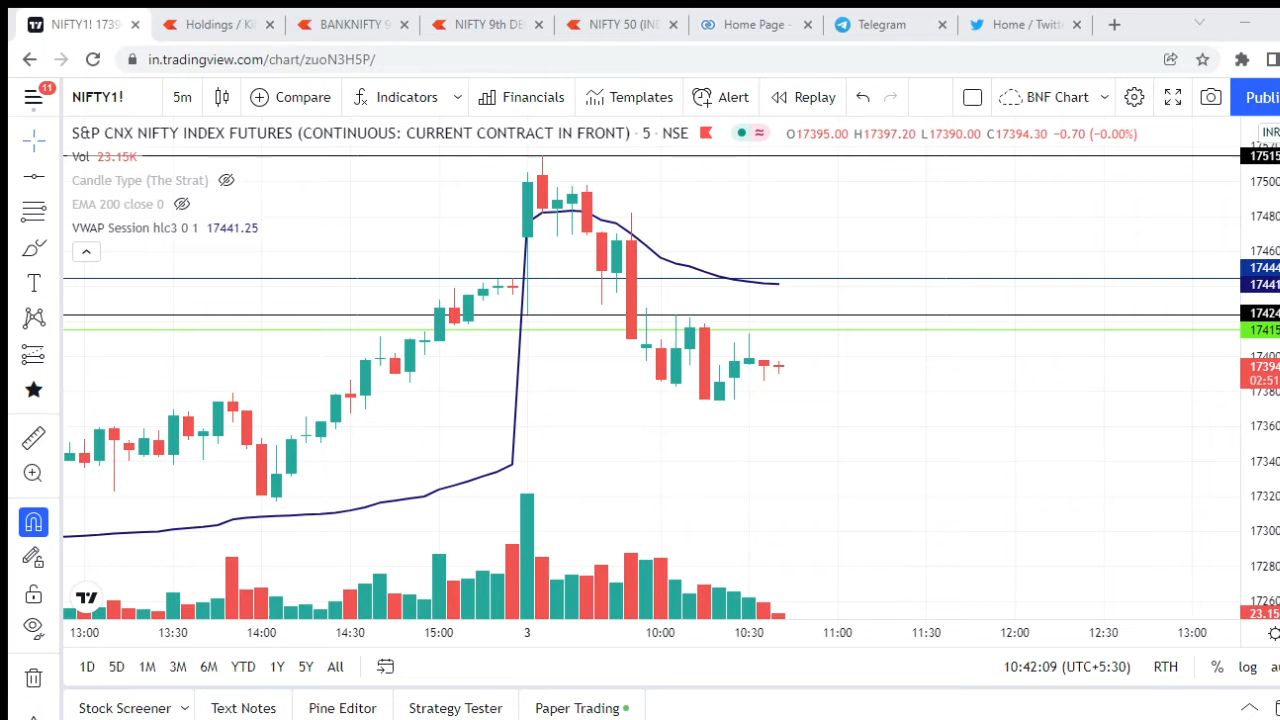 NIFTY1! 1739
Holdings / Ki
BANKNIFTY 9
NIFTY 9th DE
NIFTY 50 (IN
Home Page -
Telegram
Home / Twitt
in.tradingview.com/chart/zuoN3H5P/
11
NIFTY1!
5m
Compare
Indicators
Financials
Templates
Alert
Replay
BNF Chart
Publi
S&P CNX NIFTY INDEX FUTURES (CONTINUOUS: CURRENT CONTRACT IN FRONT) · 5 · NSE
O17395.00 H17397.20 L17390.00 C17394.30 −0.70 (−0.00%)
INR
Vol 23.15K
17515
Candle Type (The Strat)
17500
EMA 200 close 0
17480
VWAP Session hlc3 0 1 17441.25
17460
17444
17441
17424
17415
17400
17394
02:51
17380
17360
17340
17320
17300
17280
17260
23.15
13:00 13:30 14:00 14:30 15:00 3 10:00 10:30 11:00 11:30 12:00 12:30 13:00
1D 5D 1M 3M 6M YTD 1Y 5Y All
10:42:09 (UTC+5:30) RTH % log au
Stock Screener
Text Notes
Pine Editor
Strategy Tester
Paper Trading